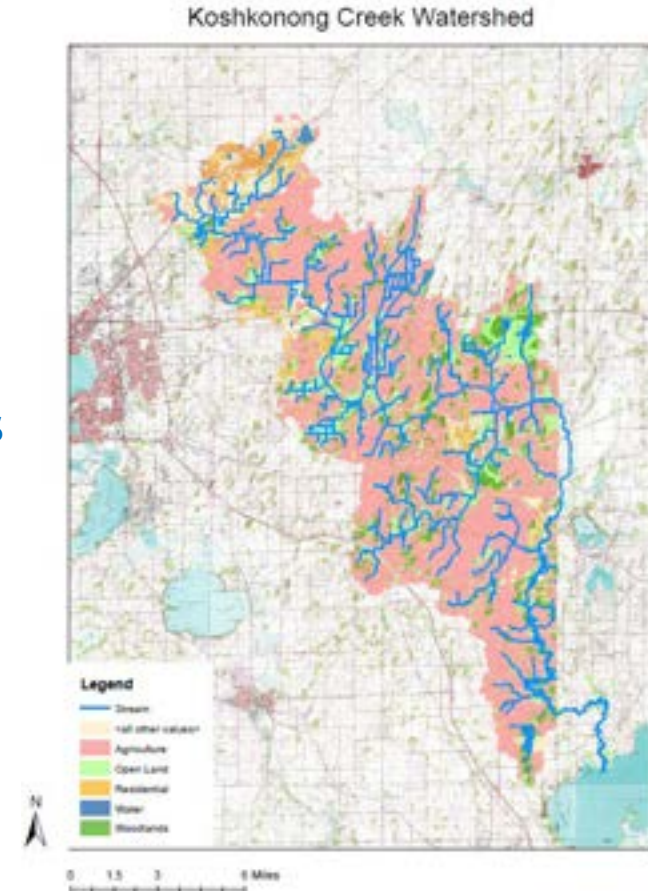 Koshkonong Creek Watershed
s
Legend
Stream
<all other values>
Agriculture
Open Land
Residential
Water
Woodlands
N
0 1.5 3 6 Miles